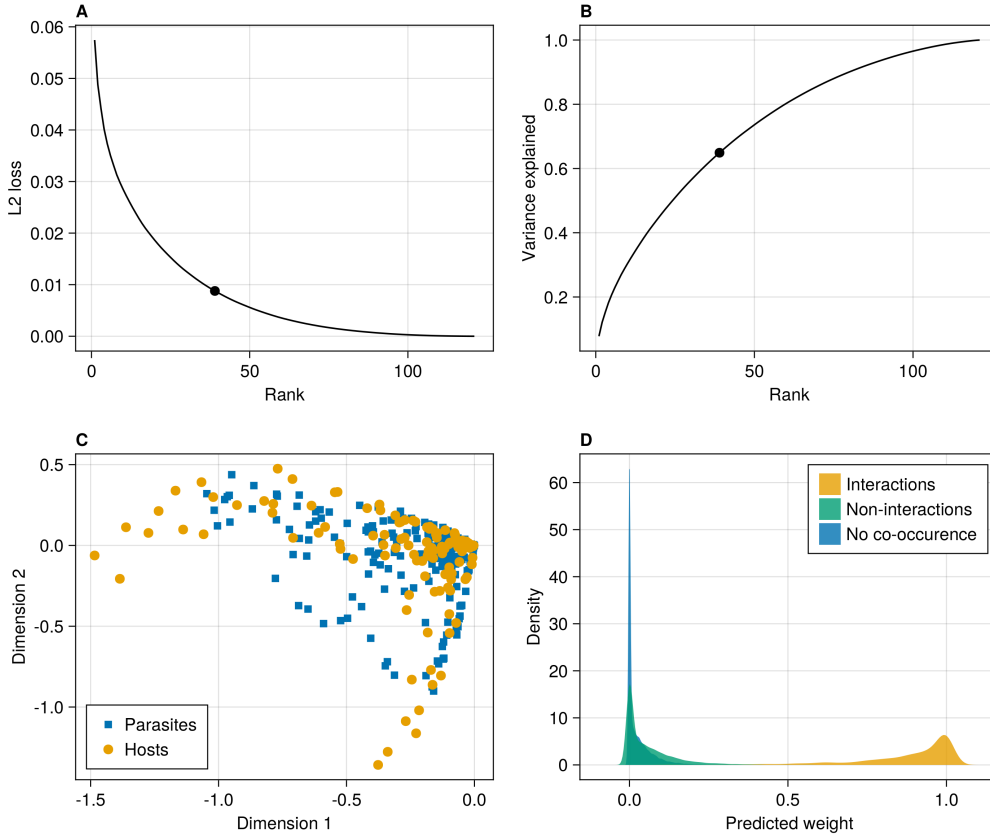 A
0.06
0.05
0.04
0.03
0.02
0.01
0.00
L2 loss
0
50
100
Rank
B
1.0
0.8
0.6
0.4
0.2
Variance explained
0
50
100
Rank
C
0.5
0.0
-0.5
-1.0
Dimension 2
Parasites
Hosts
-1.5
-1.0
-0.5
0.0
Dimension 1
D
60
50
40
30
20
10
0
Density
Interactions
Non-interactions
No co-occurence
0.0
0.5
1.0
Predicted weight